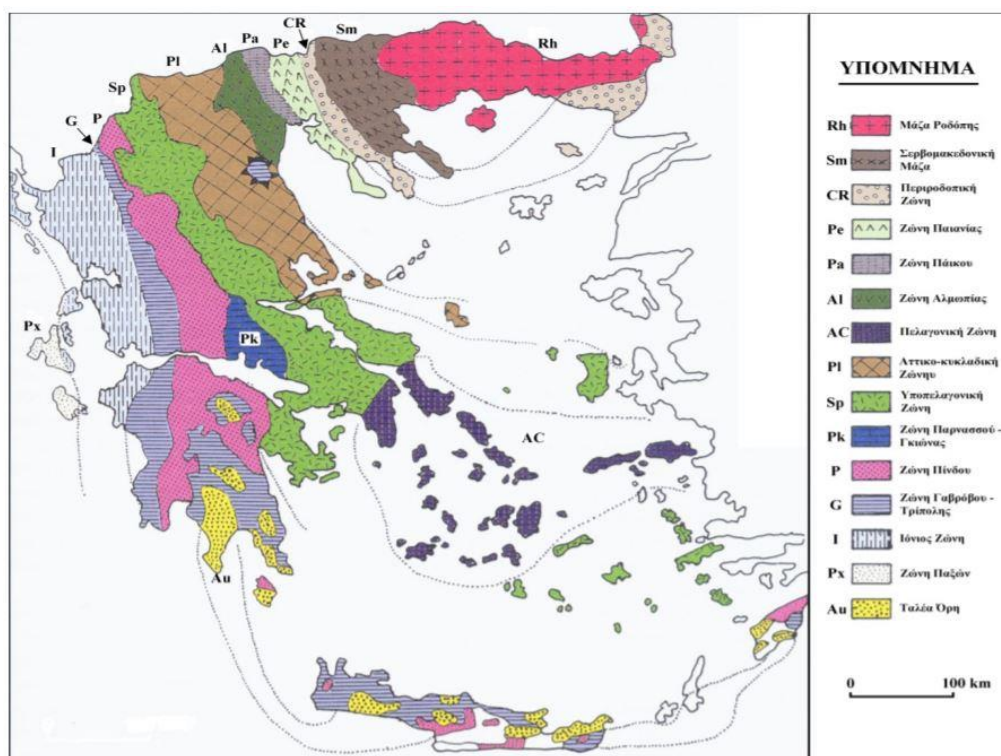 CR
Sm
Pa
Pe
Al
Rh
Pl
Sp
P
G
I
Px
Pk
AC
Au
ΥΠΟΜΝΗΜΑ
Rh Μάζα Ροδόπης
Sm Σερβομακεδονική
Μάζα
CR Περιροδοπική
Ζώνη
Pe Ζώνη Παιανίας
Pa Ζώνη Πάικου
Al Ζώνη Αλμωπίας
AC Πελαγονική Ζώνη
Pl Αττικο-κυκλαδική
Ζώνηυ
Sp Υποπελαγονική
Ζώνη
Pk Ζώνη Παρνασσού -
Γκιώνας
P Ζώνη Πίνδου
G Ζώνη Γαβρόβου -
Τρίπολης
I Ιόνιος Ζώνη
Px Ζώνη Παξών
Au Ταλέα Όρη
0 100 km